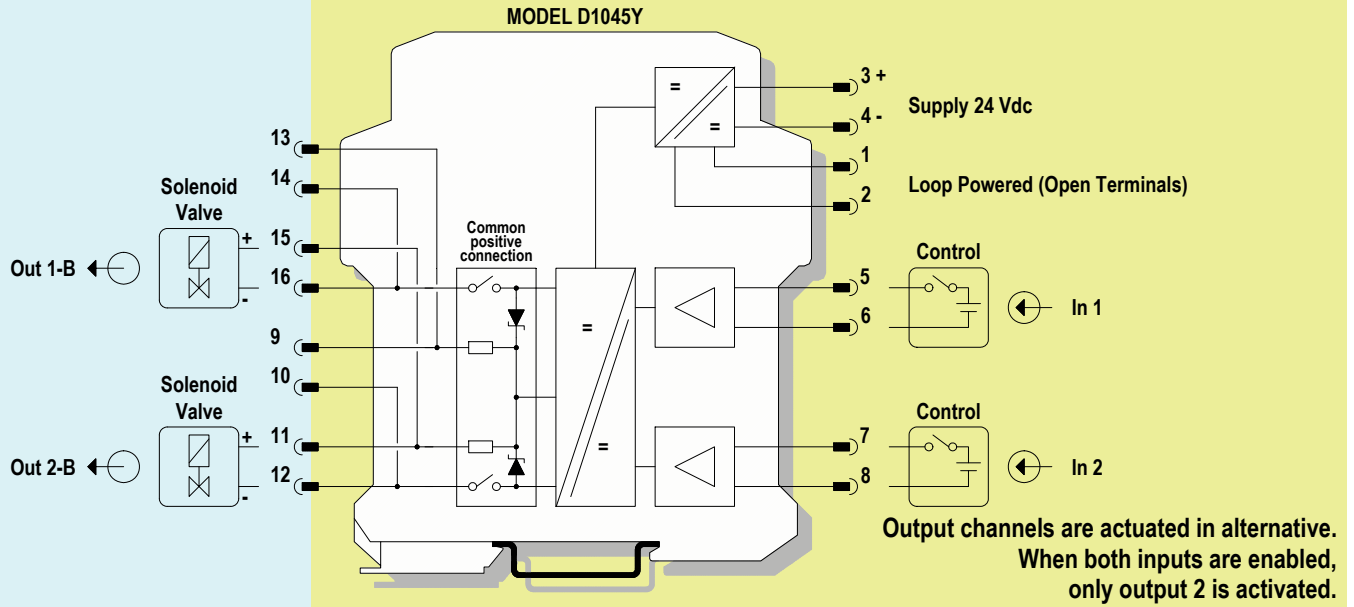 MODEL D1045Y
3 +
4 -
Supply 24 Vdc
1
2
Loop Powered (Open Terminals)
13
14
Solenoid
Valve
+
15
16
-
Out 1-B
Common
positive
connection
Control
5
6
In 1
9
10
Solenoid
Valve
+
11
12
-
Out 2-B
Control
7
8
In 2
=
=
=
=
Output channels are actuated in alternative.
When both inputs are enabled,
only output 2 is activated.